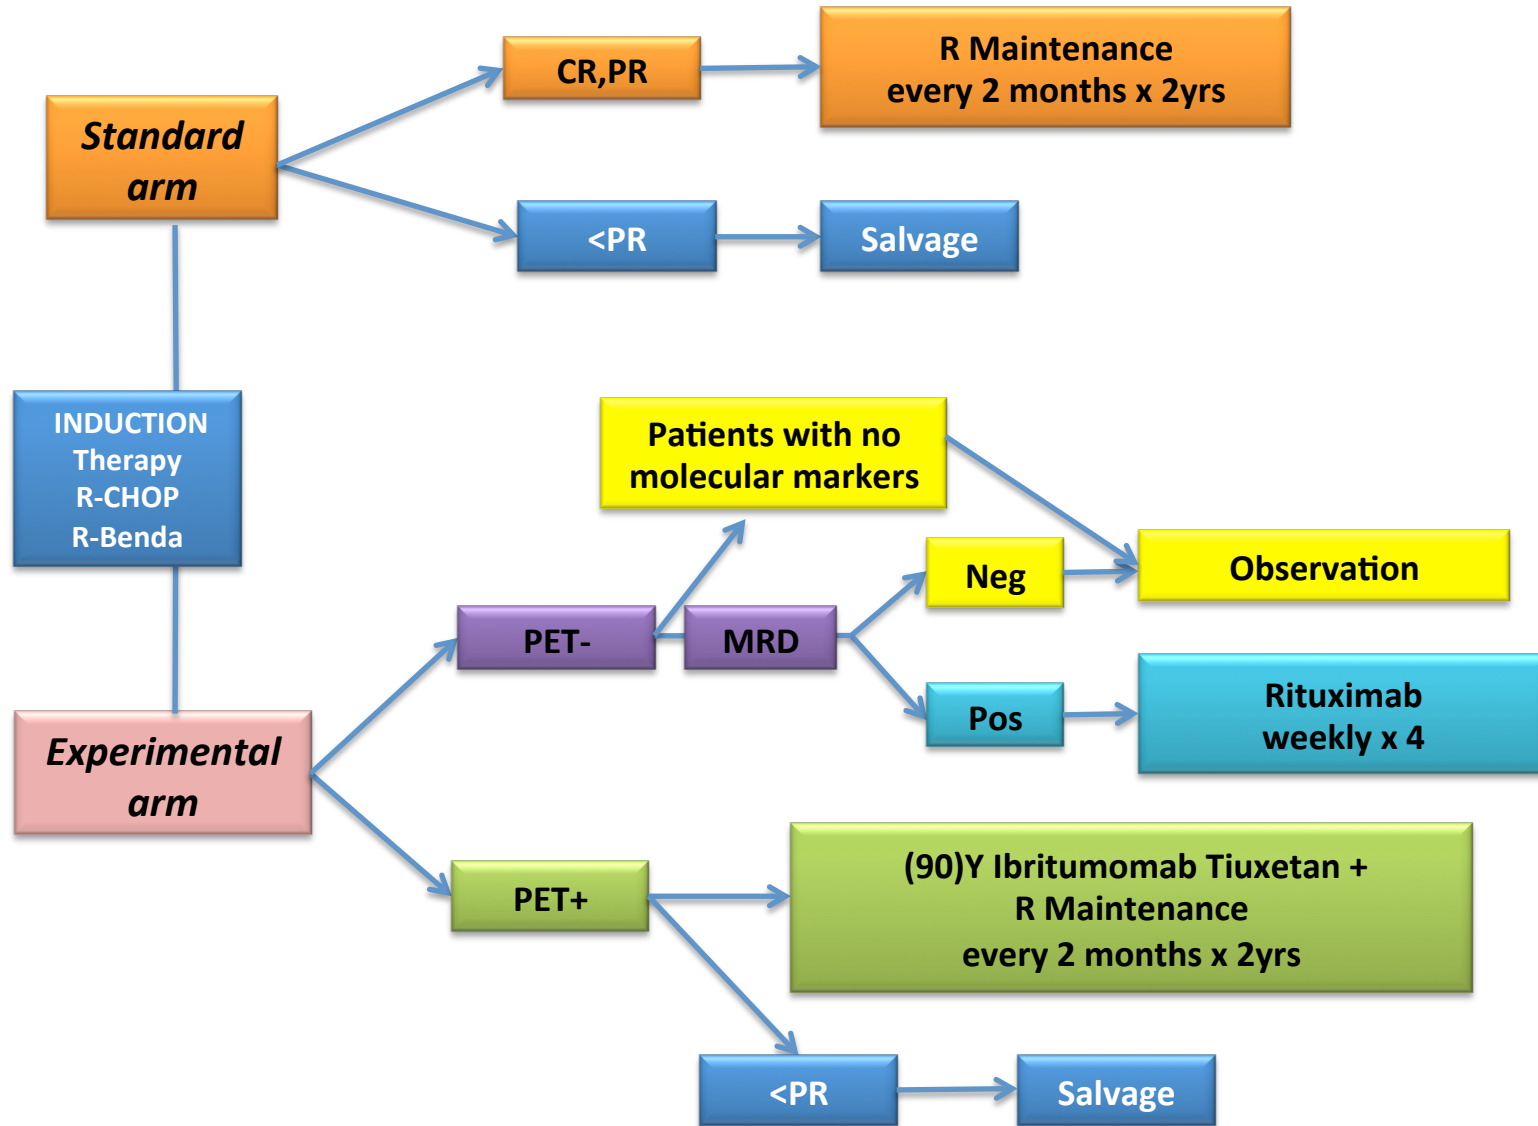 CR,PR
R Maintenance
every 2 months x 2yrs
Standard
arm
<PR
Salvage
INDUCTION
Therapy
R-CHOP
R-Benda
Patients with no
molecular markers
Neg
Observation
PET-
MRD
Pos
Rituximab
weekly x 4
Experimental
arm
PET+
(90)Y Ibritumomab Tiuxetan +
R Maintenance
every 2 months x 2yrs
<PR
Salvage